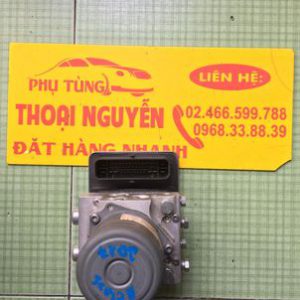 PHỤ TÙNG
LIÊN HỆ:
THOẠI NGUYỄN
02.466.599.788
0968.33.88.39
ĐẶT HÀNG NHANH